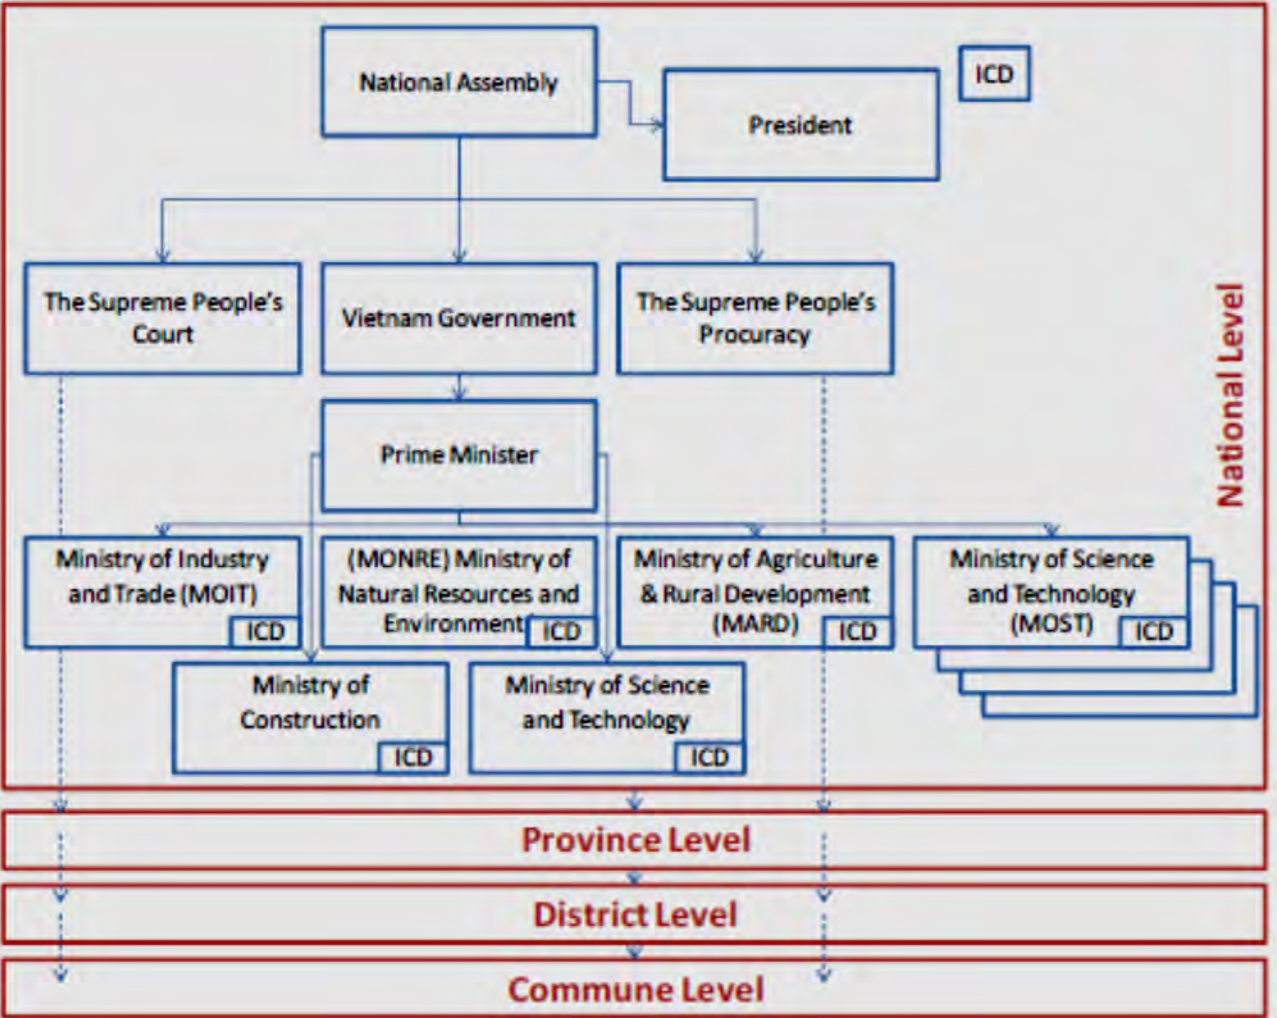 National Assembly
President
ICD
The Supreme People's
Court
Vietnam Government
The Supreme People's
Procuracy
National Level
Prime Minister
Ministry of Industry
and Trade (MOIT)
ICD
(MONRE) Ministry of
Natural Resources and
Environment
ICD
Ministry of Agriculture
& Rural Development
(MARD)
ICD
Ministry of Science
and Technology
(MOST)
ICD
Ministry of
Construction
ICD
Ministry of Science
and Technology
ICD
Province Level
District Level
Commune Level